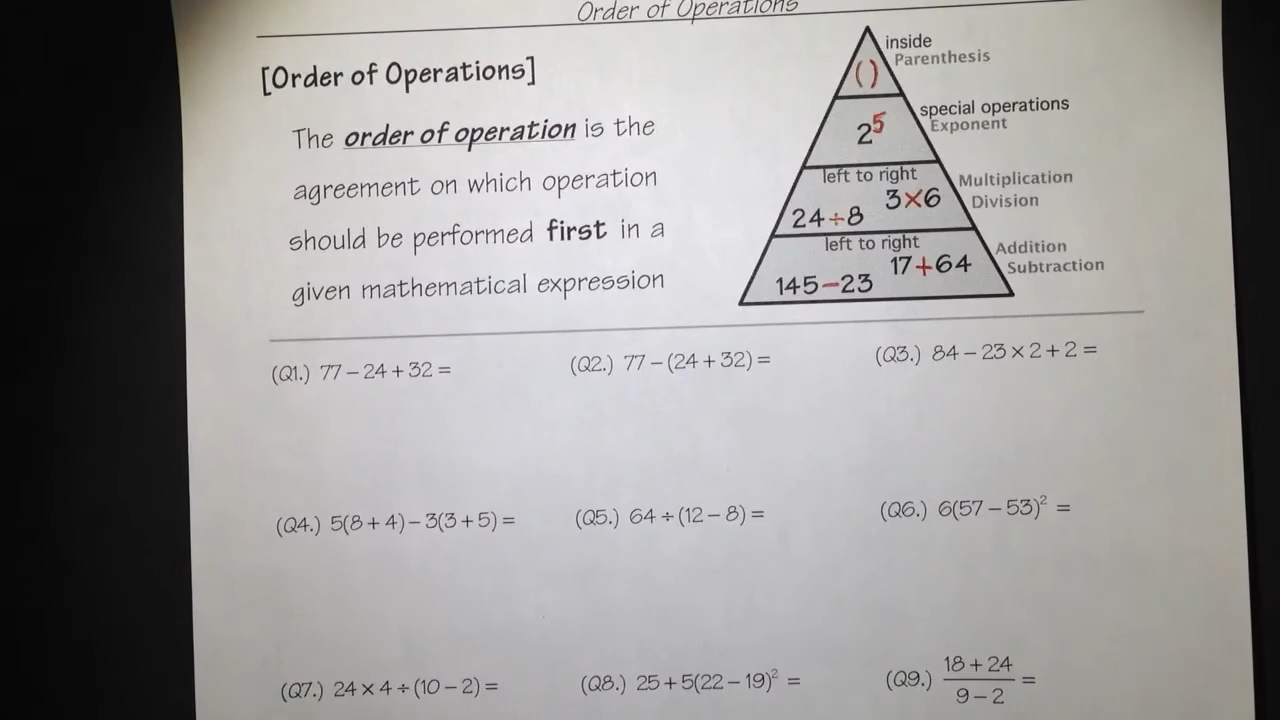 Order of Operations
[Order of Operations]
The order of operation is the
agreement on which operation
should be performed first in a
given mathematical expression
inside
Parenthesis
()
special operations
Exponent
2⁵
left to right
24÷8 3×6
Multiplication
Division
left to right
145−23 17+64
Addition
Subtraction
(Q1.) 77 − 24 + 32 =
(Q2.) 77 − (24 + 32) =
(Q3.) 84 − 23 × 2 + 2 =
(Q4.) 5(8 + 4) − 3(3 + 5) =
(Q5.) 64 ÷ (12 − 8) =
(Q6.) 6(57 − 53)² =
(Q7.) 24 × 4 ÷ (10 − 2) =
(Q8.) 25 + 5(22 − 19)² =
(Q9.) 18 + 24 =
9 − 2